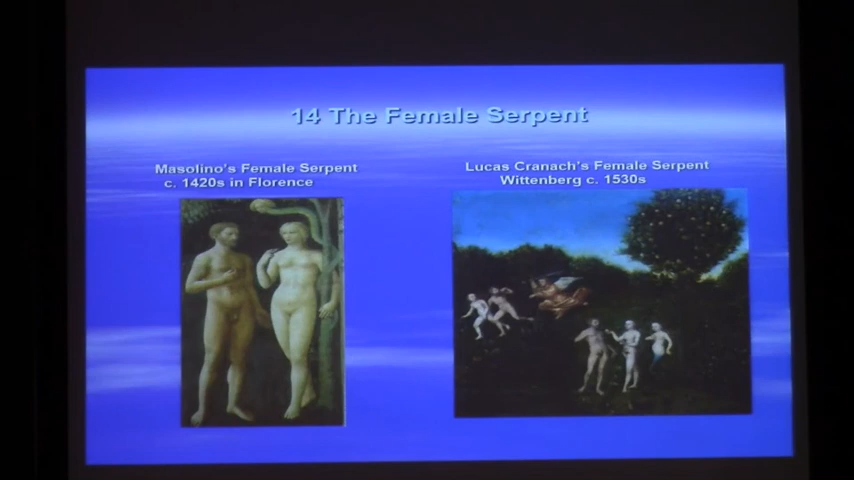 14 The Female Serpent
Masolino's Female Serpent
c. 1420s in Florence
Lucas Cranach's Female Serpent
Wittenberg c. 1530s